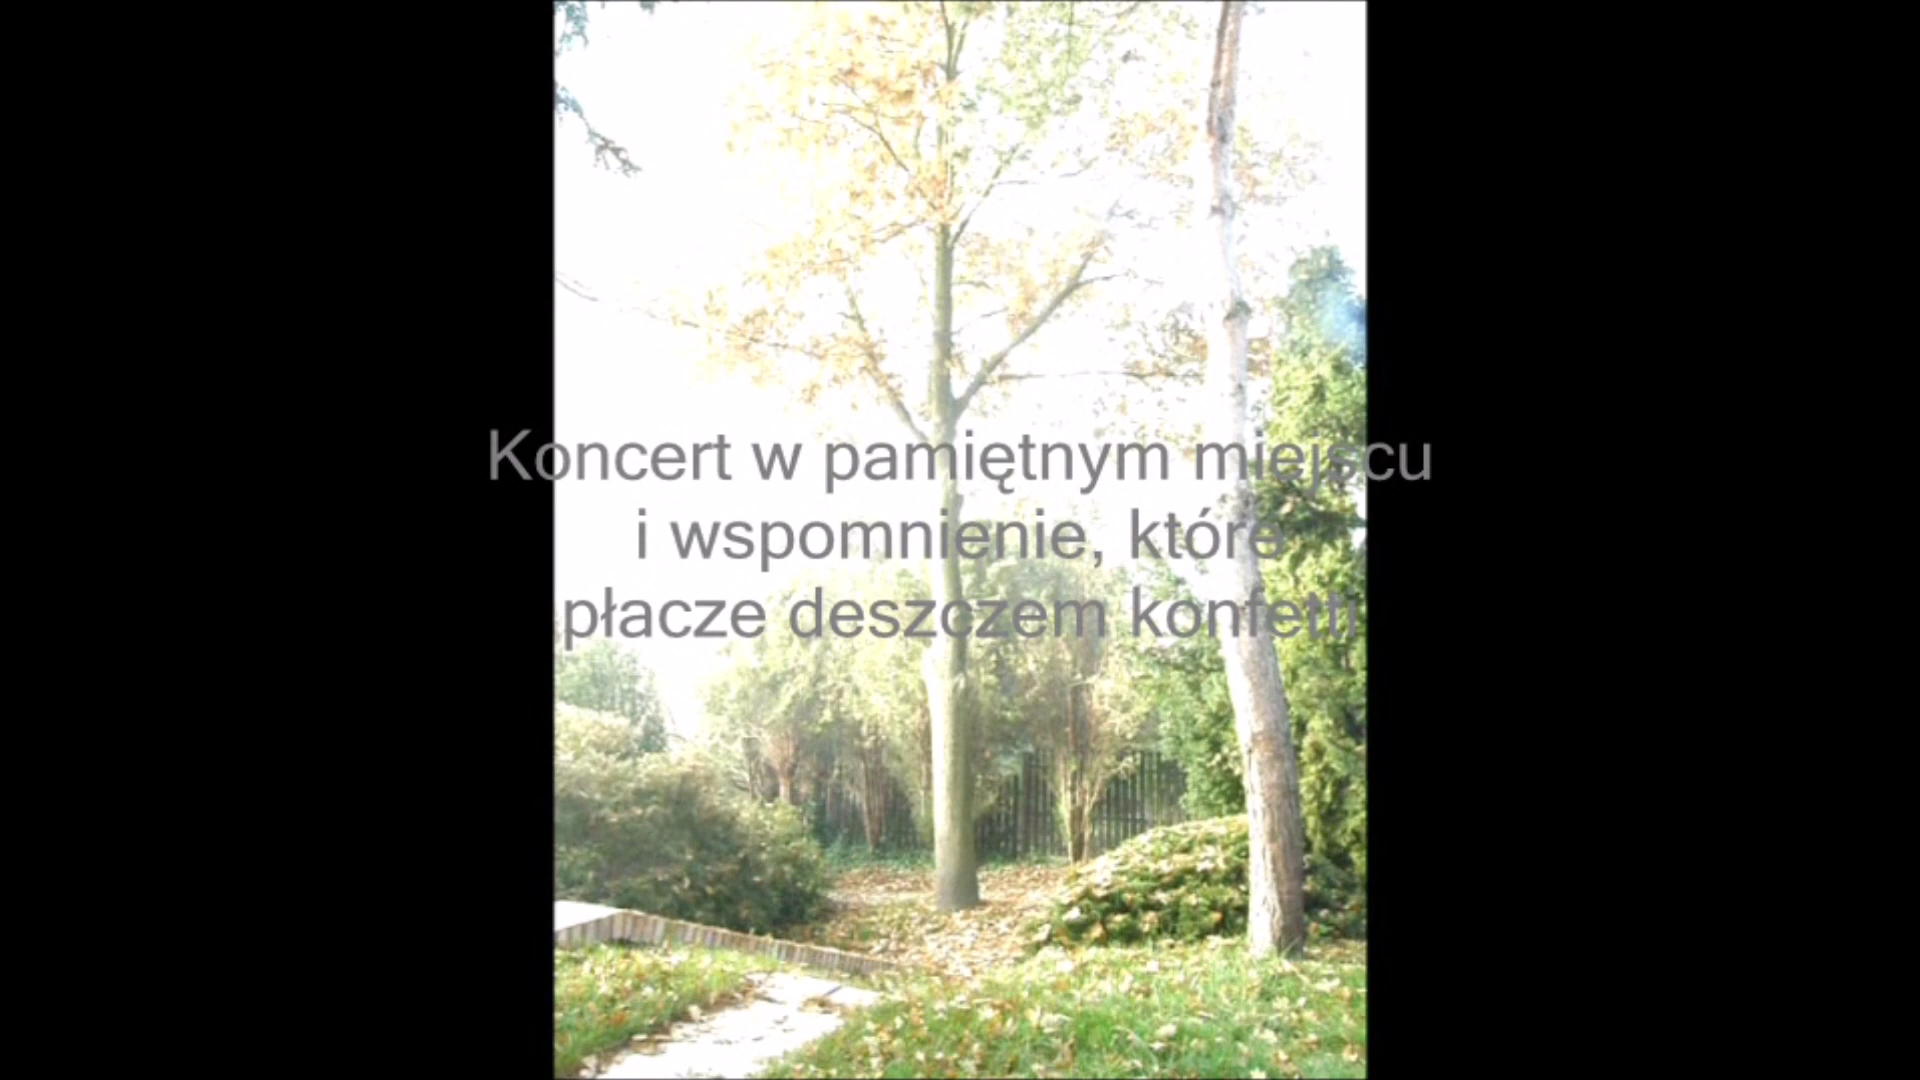 Koncert w pamiętnym miejscu
i wspomnienie, które
płacze deszczem konfetti